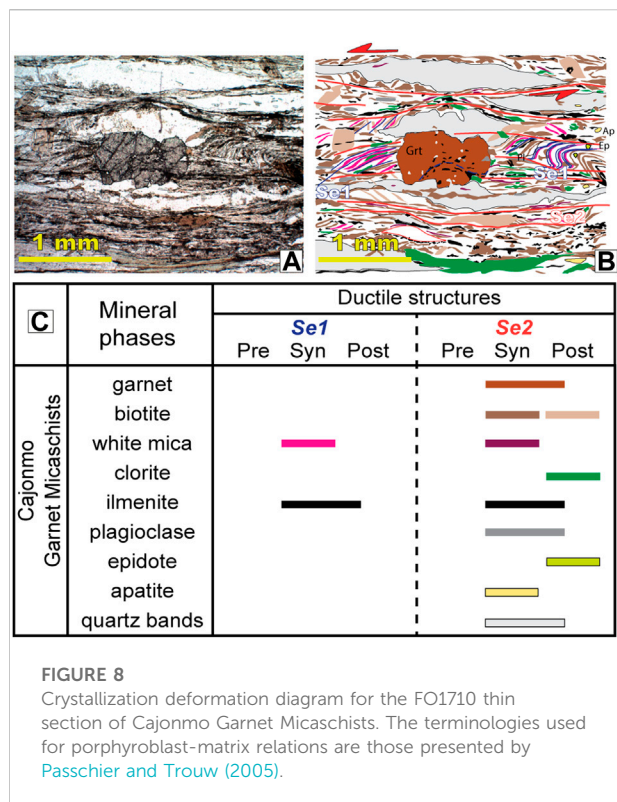 1 mm
A
Grt
Pl
Ap
Ep
Se1
Se1
Se2
1 mm
B
C
Mineral phases
Ductile structures
Se1
Se2
Pre Syn Post
Pre Syn Post
Cajonmo
Garnet Micaschists
garnet
biotite
white mica
clorite
ilmenite
plagioclase
epidote
apatite
quartz bands
FIGURE 8
Crystallization deformation diagram for the FO1710 thin
section of Cajonmo Garnet Micaschists. The terminologies used
for porphyroblast-matrix relations are those presented by
Passchier and Trouw (2005).